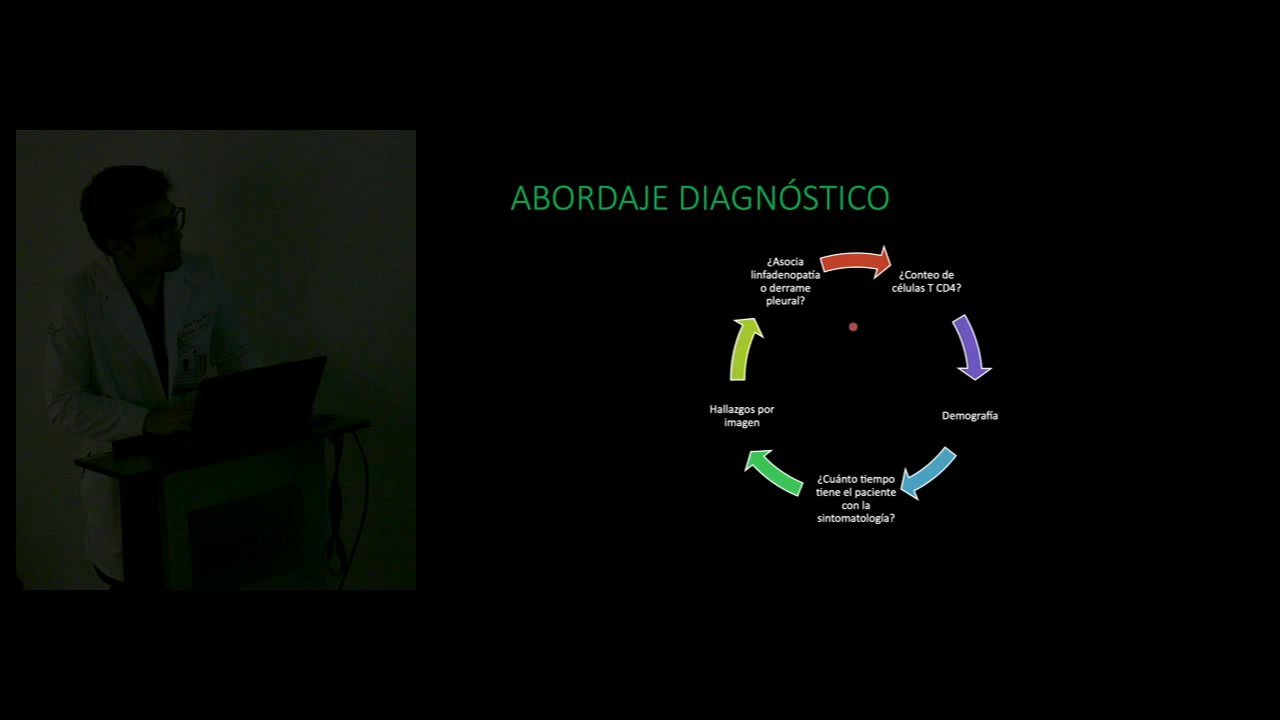 ABORDAJE DIAGNÓSTICO
¿Asocia
linfadenopatía
o derrame
pleural?
¿Conteo de
células T CD4?
Demografía
¿Cuánto tiempo
tiene el paciente
con la
sintomatología?
Hallazgos por
imagen